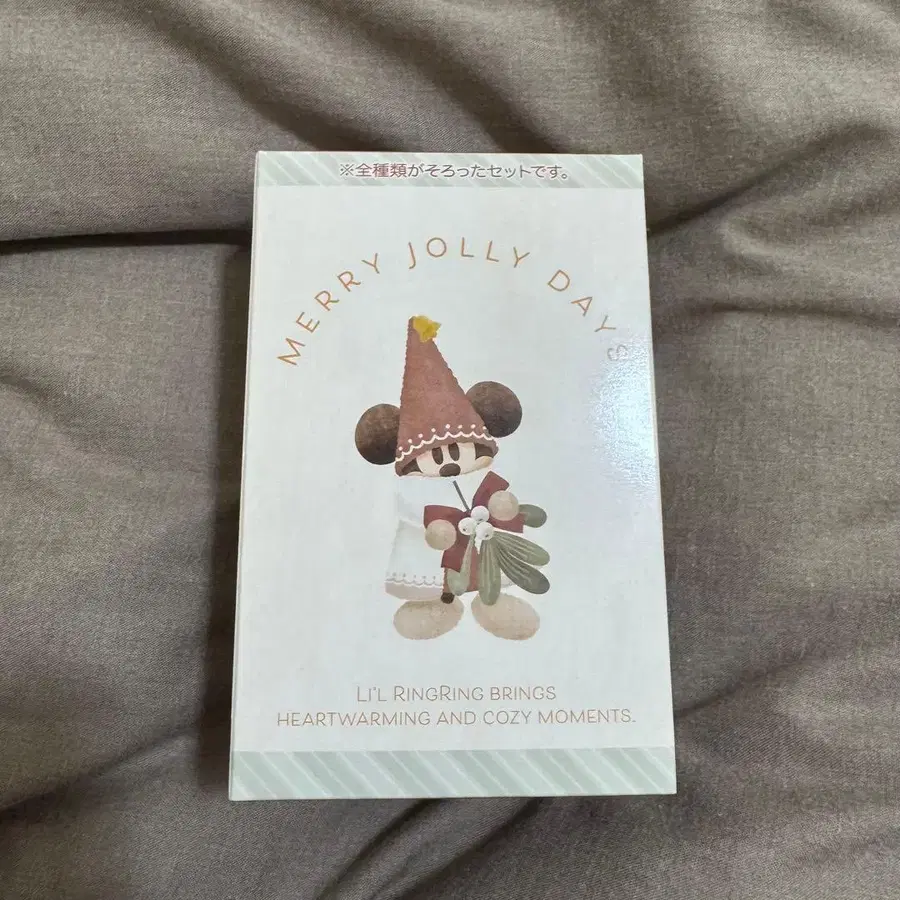 ※全種類がそろったセットです。
MERRY JOLLY DAYS
LI'L RINGRING BRINGS
HEARTWARMING AND COZY MOMENTS.